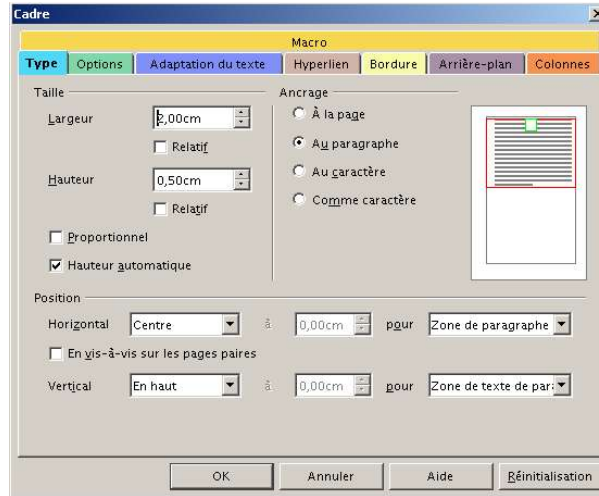 Cadre
Macro
Type Options Adaptation du texte Hyperlien Bordure Arrière-plan Colonnes
Taille Ancrage
Largeur 2,00cm À la page
Relatif Au paragraphe
Hauteur 0,50cm Au caractère
Relatif Comme caractère
Proportionnel
Hauteur automatique
Position
Horizontal Centre à 0,00cm pour Zone de paragraphe
En vis-à-vis sur les pages paires
Vertical En haut à 0,00cm pour Zone de texte de par
OK Annuler Aide Réinitialisation